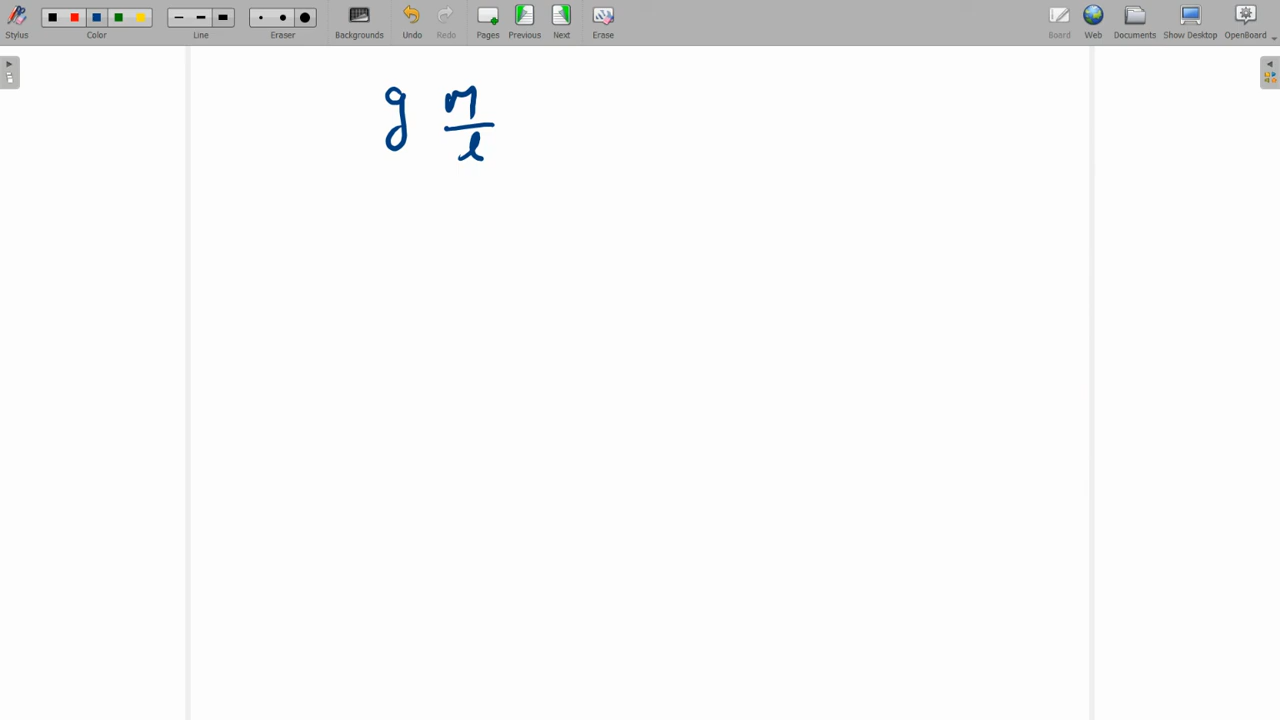 Stylus Color Line Eraser Backgrounds Undo Redo Pages Previous Next Erase Board Web Documents Show Desktop OpenBoard
g m
l